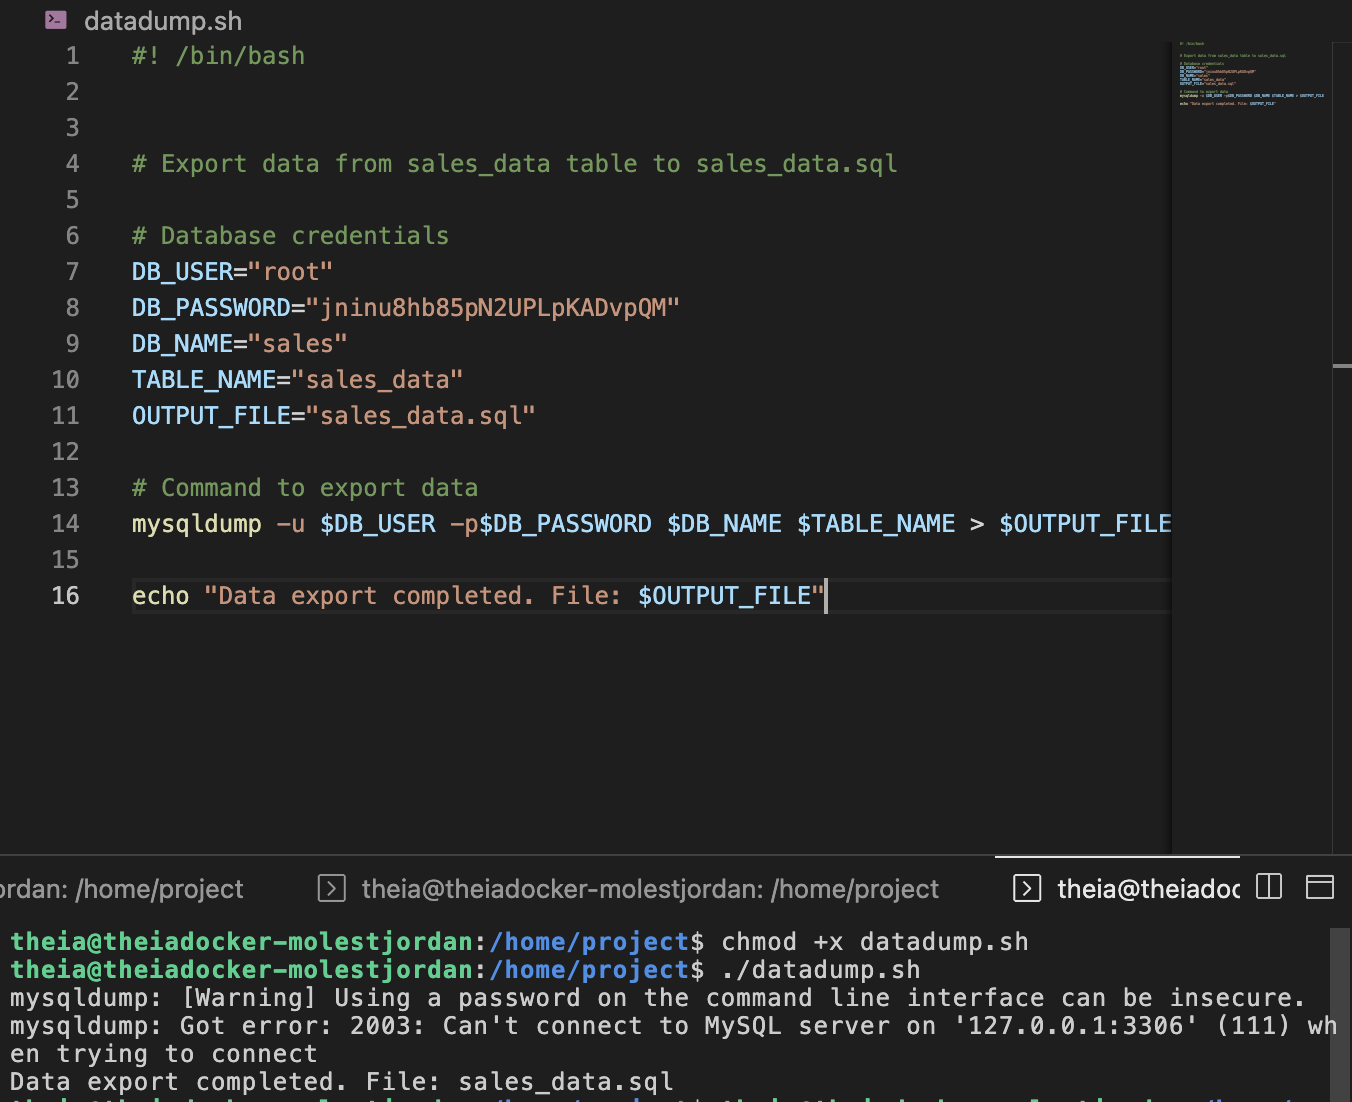 datadump.sh
1 #! /bin/bash
2
3
4 # Export data from sales_data table to sales_data.sql
5
6 # Database credentials
7 DB_USER="root"
8 DB_PASSWORD="jninu8hb85pN2UPLpKADvpQM"
9 DB_NAME="sales"
10 TABLE_NAME="sales_data"
11 OUTPUT_FILE="sales_data.sql"
12
13 # Command to export data
14 mysqldump -u $DB_USER -p$DB_PASSWORD $DB_NAME $TABLE_NAME > $OUTPUT_FILE
15
16 echo "Data export completed. File: $OUTPUT_FILE"
ordan: /home/project theia@theiadocker-molestjordan: /home/project theia@theiadoc
theia@theiadocker-molestjordan:/home/project$ chmod +x datadump.sh
theia@theiadocker-molestjordan:/home/project$ ./datadump.sh
mysqldump: [Warning] Using a password on the command line interface can be insecure.
mysqldump: Got error: 2003: Can't connect to MySQL server on '127.0.0.1:3306' (111) wh
en trying to connect
Data export completed. File: sales_data.sql